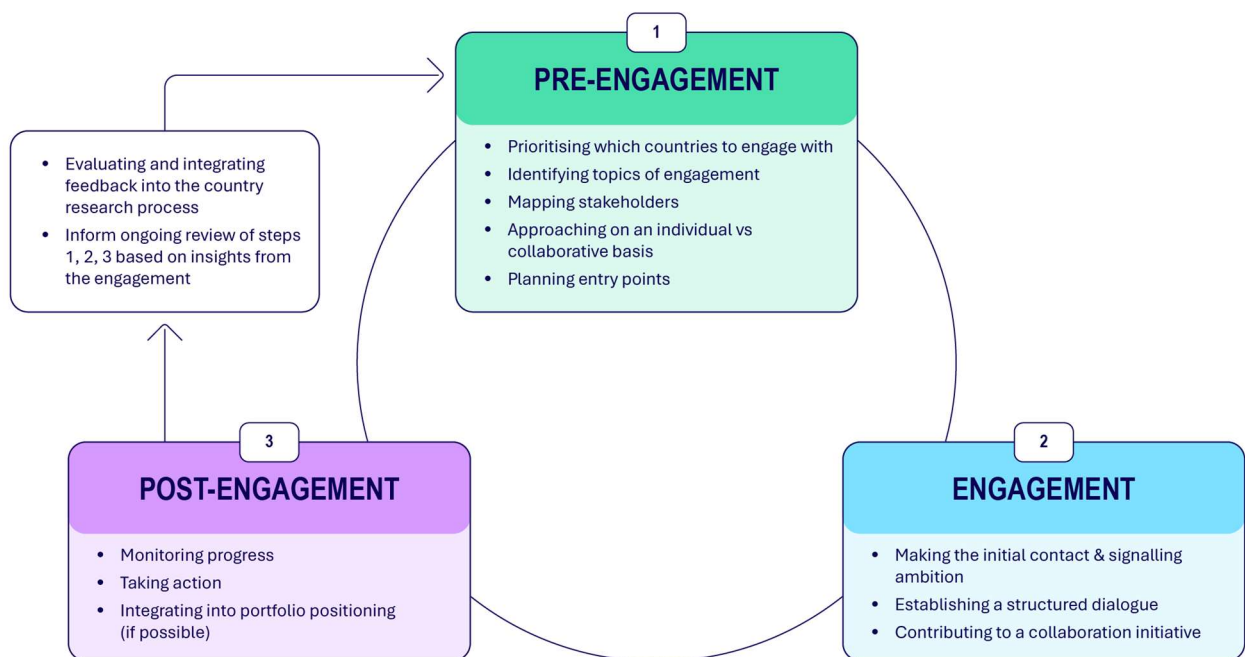 1
PRE-ENGAGEMENT
• Prioritising which countries to engage with
• Identifying topics of engagement
• Mapping stakeholders
• Approaching on an individual vs
collaborative basis
• Planning entry points
• Evaluating and integrating
feedback into the country
research process
• Inform ongoing review of steps
1, 2, 3 based on insights from
the engagement
3
POST-ENGAGEMENT
• Monitoring progress
• Taking action
• Integrating into portfolio positioning
(if possible)
2
ENGAGEMENT
• Making the initial contact & signalling
ambition
• Establishing a structured dialogue
• Contributing to a collaboration initiative